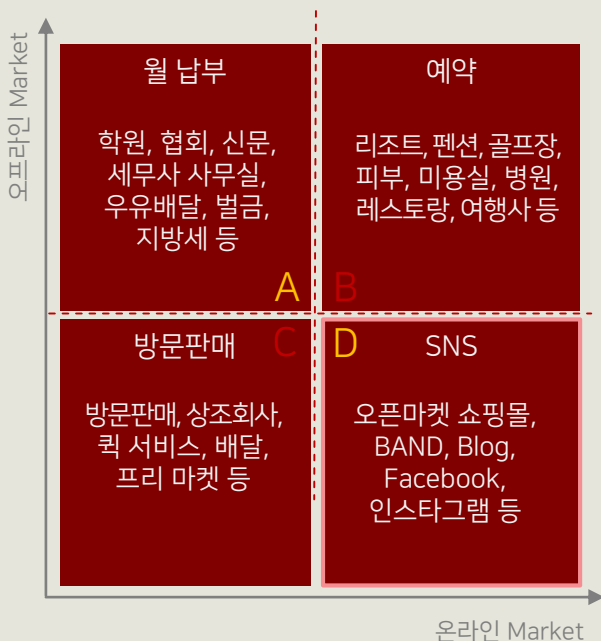 오프라인 Market
월 납부
학원, 협회, 신문,
세무사 사무실,
우유배달, 벌금,
지방세 등
A
예약
리조트, 펜션, 골프장,
피부, 미용실, 병원,
레스토랑, 여행사 등
B
방문판매
C
방문판매, 상조회사,
퀵 서비스, 배달,
프리 마켓 등
D
SNS
오픈마켓 쇼핑몰,
BAND, Blog,
Facebook,
인스타그램 등
온라인 Market